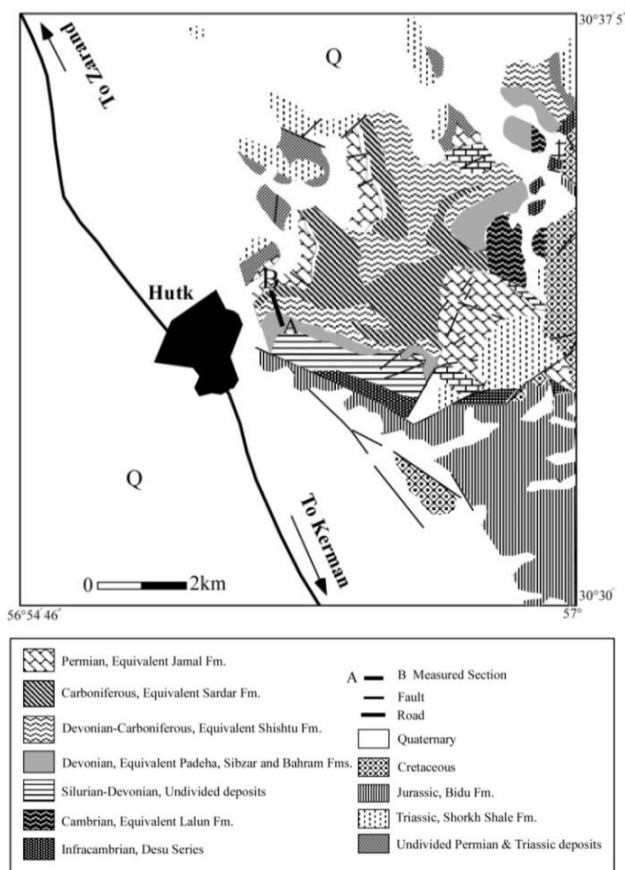 30°37´5´
To Zarand
Q
B
Hutk
A
Q
To Kerman
0 2km
30°30´
56°54´46´
57°
Permian, Equivalent Jamal Fm.
Carboniferous, Equivalent Sardar Fm.
Devonian-Carboniferous, Equivalent Shishtu Fm.
Devonian, Equivalent Padeha, Sibzar and Bahram Fms.
Silurian-Devonian, Undivided deposits
Cambrian, Equivalent Lalun Fm.
Infracambrian, Desu Series
A B Measured Section
Fault
Road
Quaternary
Cretaceous
Jurassic, Bidu Fm.
Triassic, Shorkh Shale Fm.
Undivided Permian & Triassic deposits